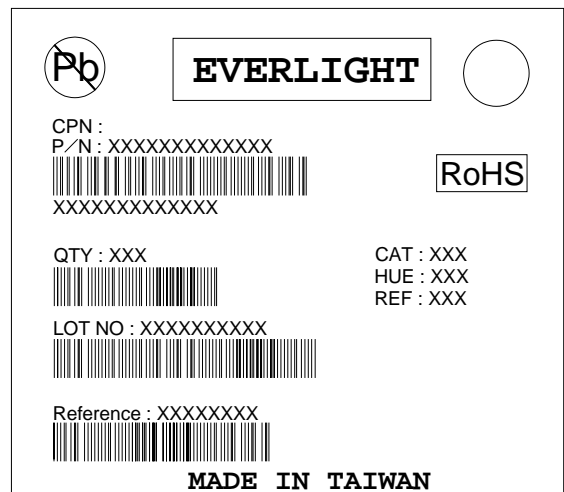 Pb
EVERLIGHT
CPN :
P/N : XXXXXXXXXXXXX
RoHS
XXXXXXXXXXXXX
QTY : XXX
CAT : XXX
HUE : XXX
REF : XXX
LOT NO : XXXXXXXXXX
Reference : XXXXXXXX
MADE IN TAIWAN